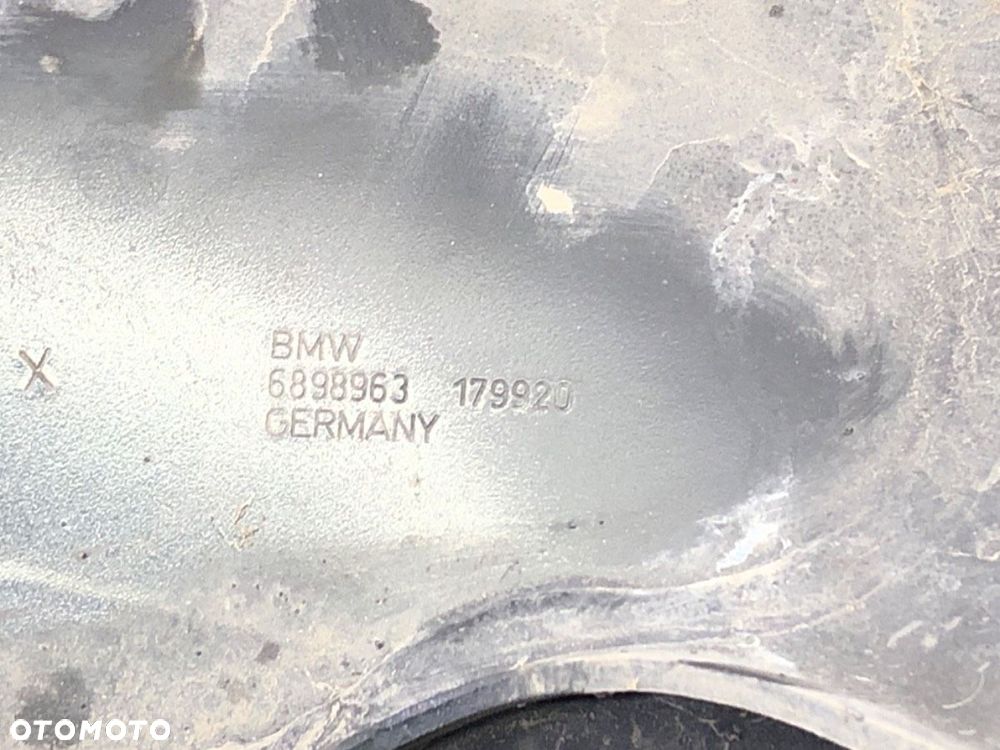 X
BMW
6898963 179920
GERMANY
OTOMOTO